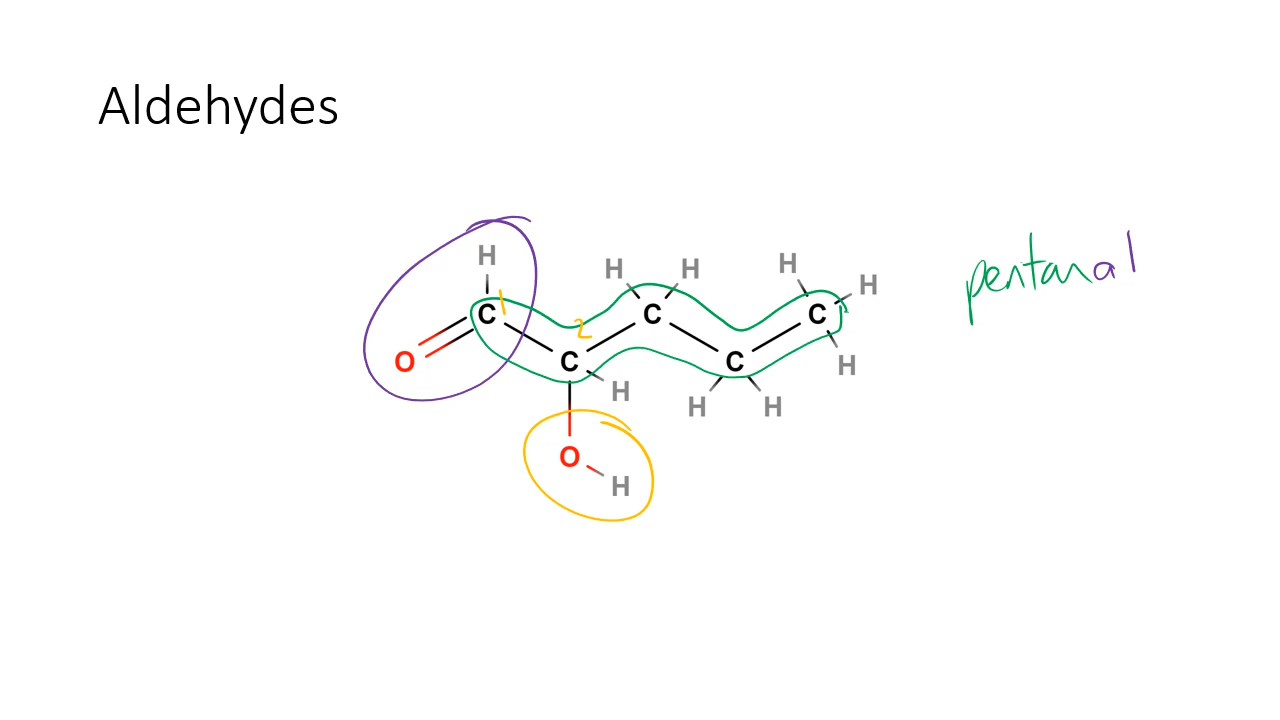 Aldehydes
H H H H H
C 1 C C
O 2 C C
H H H H
O
H
pentanal